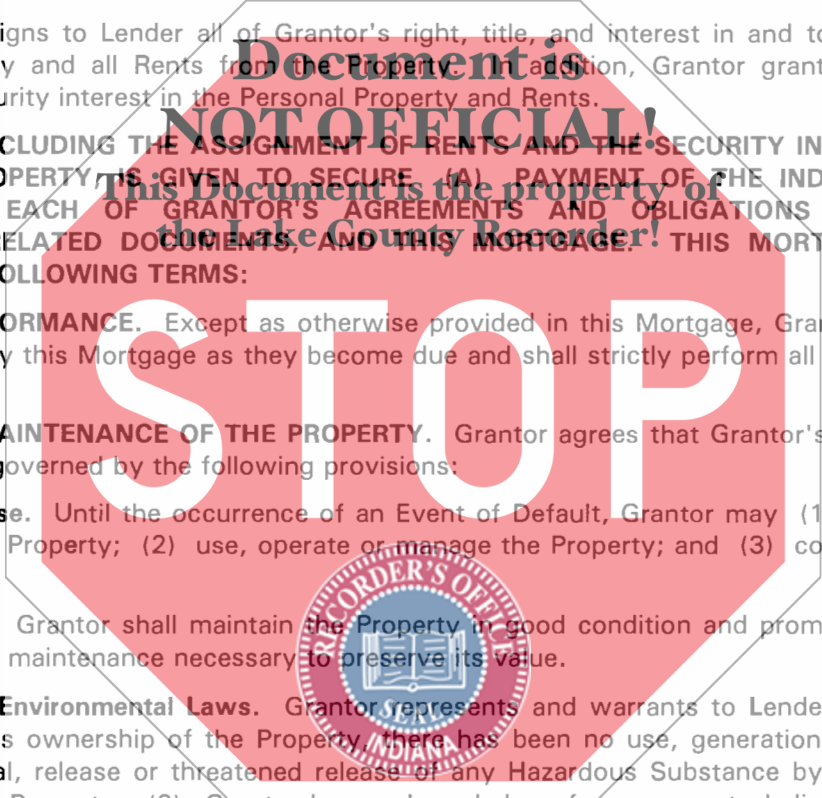 igns to Lender all of Grantor's right, title, and interest in and to
y and all Rents from the Property. In addition, Grantor grant
urity interest in the Personal Property and Rents.
Document is
NOT OFFICIAL!
This Document is the property of
the Lake County Recorder!
CLUDING THE ASSIGNMENT OF RENTS AND THE SECURITY IN
OPERTY, IS GIVEN TO SECURE (A) PAYMENT OF THE IND
EACH OF GRANTOR'S AGREEMENTS AND OBLIGATIONS
ELATED DOCUMENTS, AND THIS MORTGAGE. THIS MORT
OLLOWING TERMS:
ORMANCE. Except as otherwise provided in this Mortgage, Gra
y this Mortgage as they become due and shall strictly perform all
STOP
AINTENANCE OF THE PROPERTY. Grantor agrees that Grantor's
governed by the following provisions:
se. Until the occurrence of an Event of Default, Grantor may (1
Property; (2) use, operate or manage the Property; and (3) co
Grantor shall maintain the Property in good condition and prom
maintenance necessary to preserve its value.
RECORDER'S OFFICE
SEAL
INDIANA
Environmental Laws. Grantor represents and warrants to Lende
s ownership of the Property, there has been no use, generation
al, release or threatened release of any Hazardous Substance by